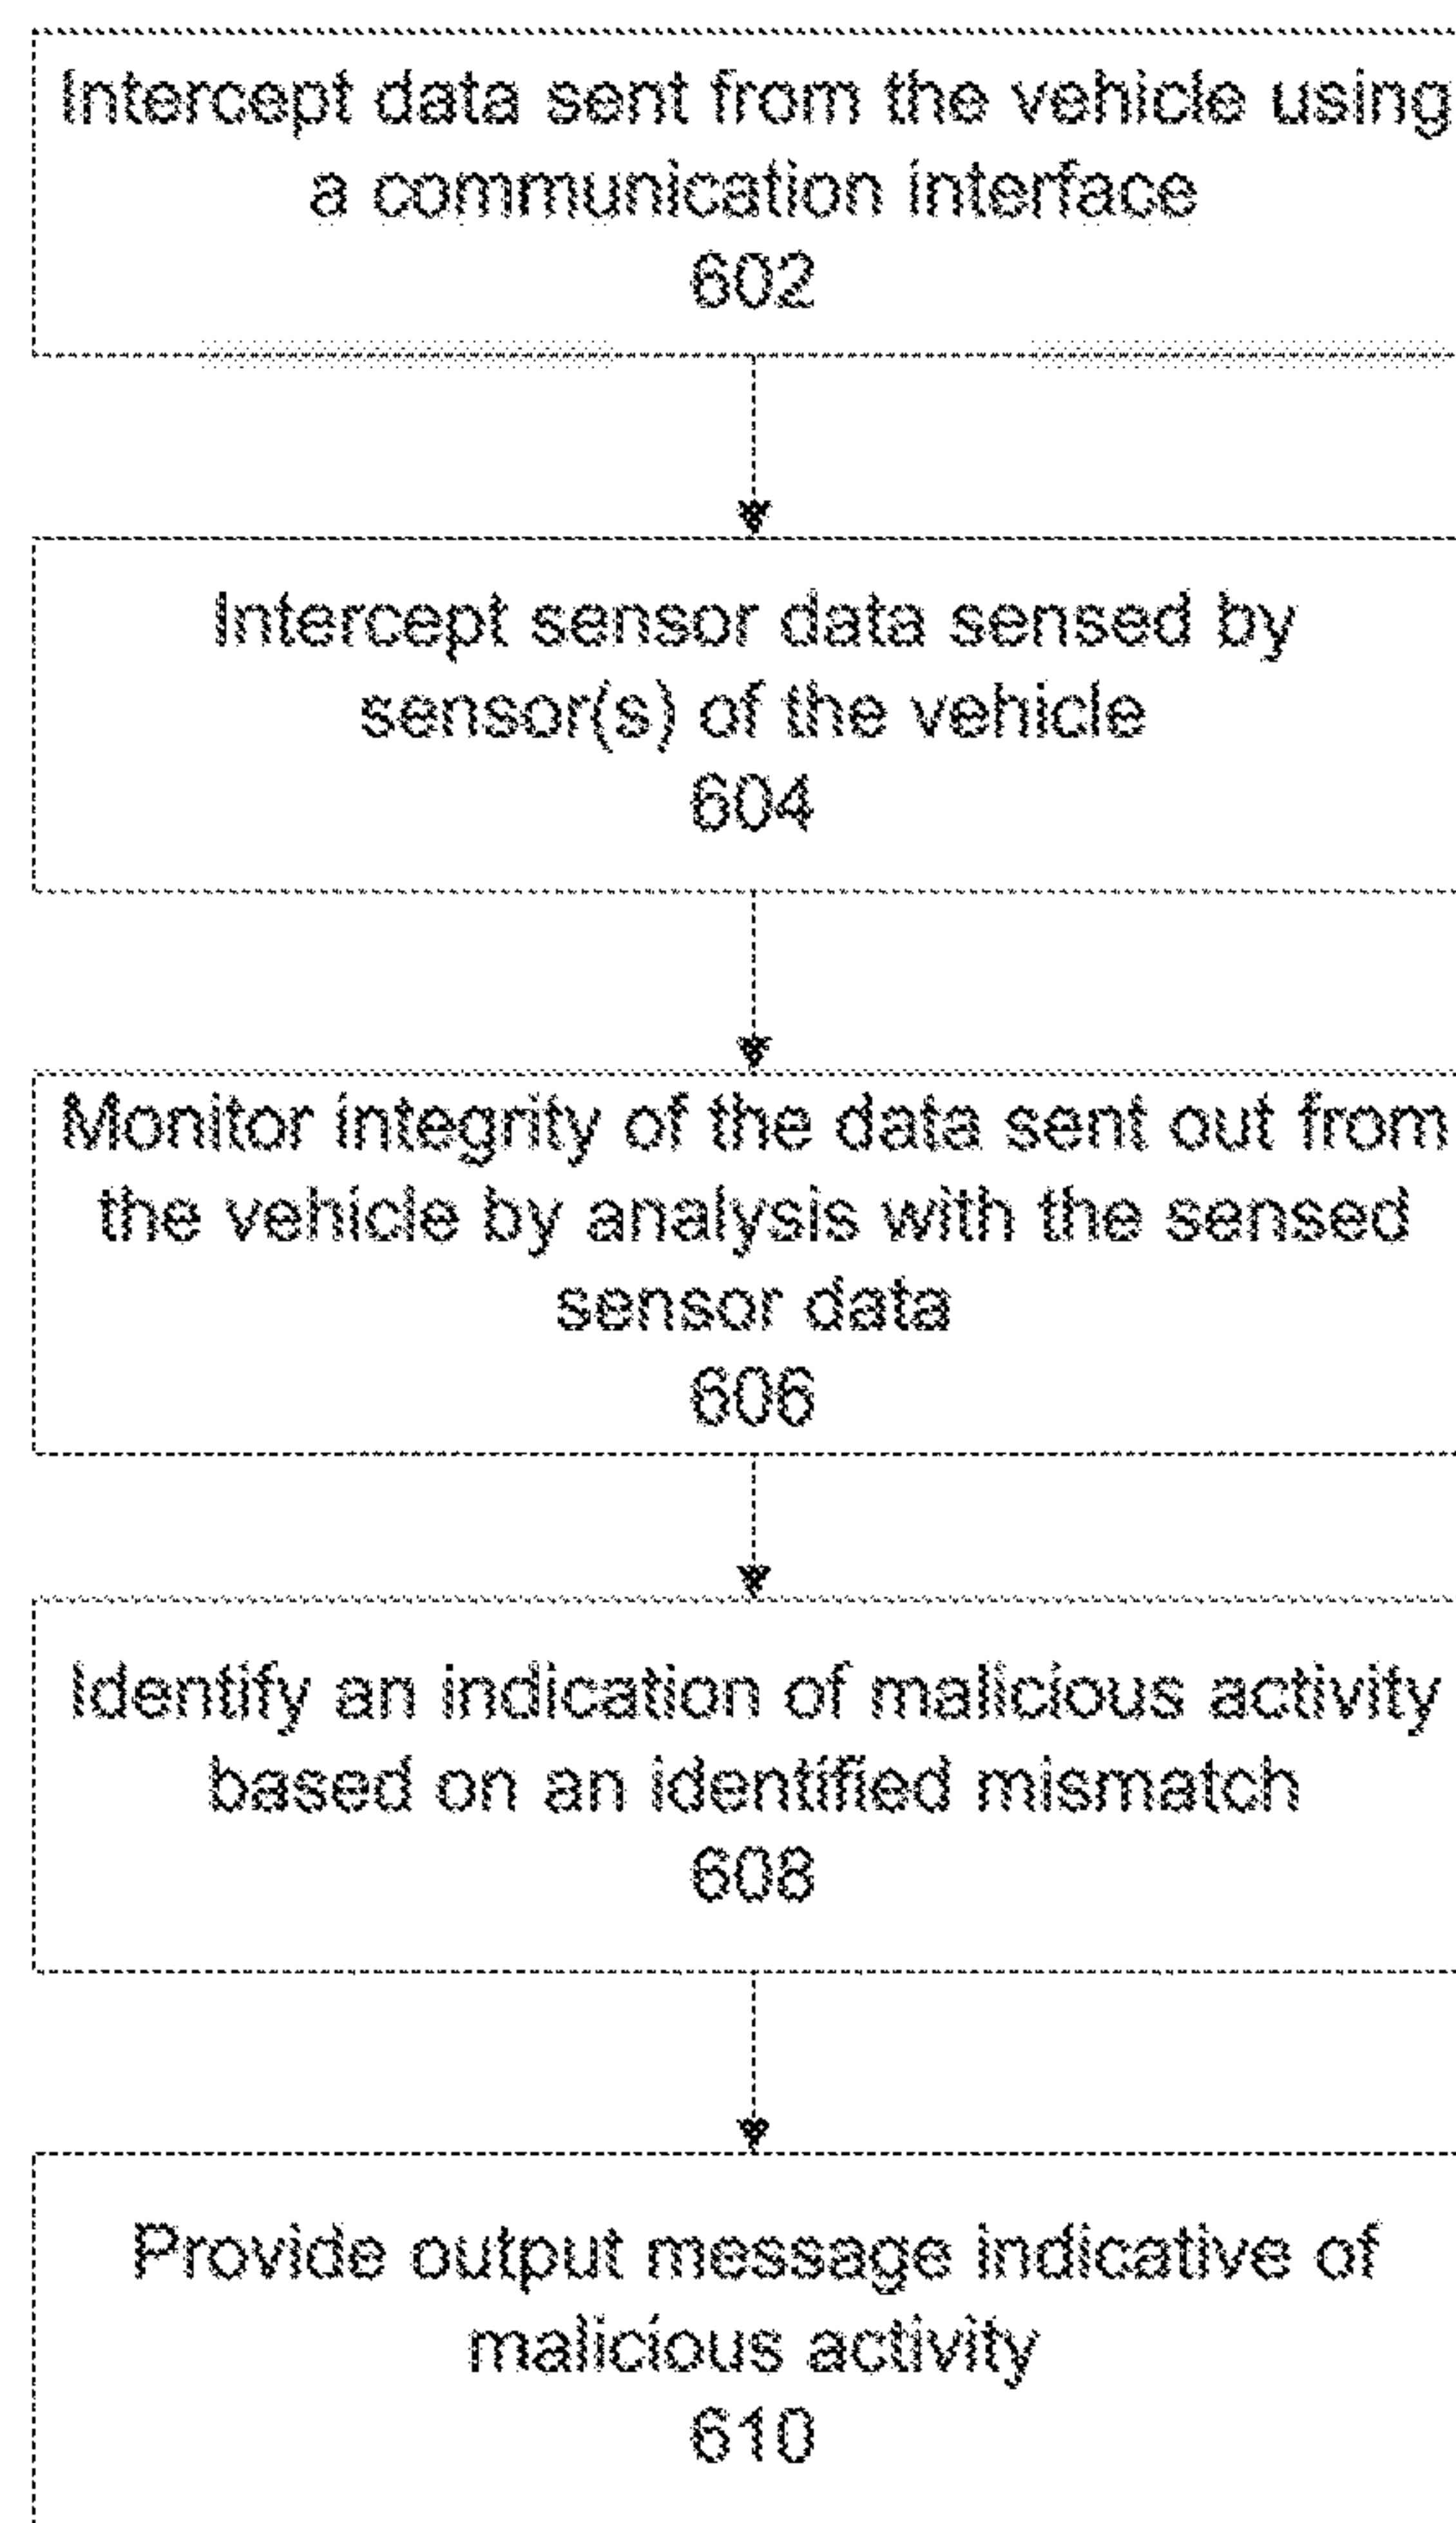 Intercept data sent from the vehicle using
a communication interface
602
Intercept sensor data sensed by
sensor(s) of the vehicle
604
Monitor integrity of the data sent out from
the vehicle by analysis with the sensed
sensor data
606
Identify an indication of malicious activity
based on an identified mismatch
608
Provide output message indicative of
malicious activity
610